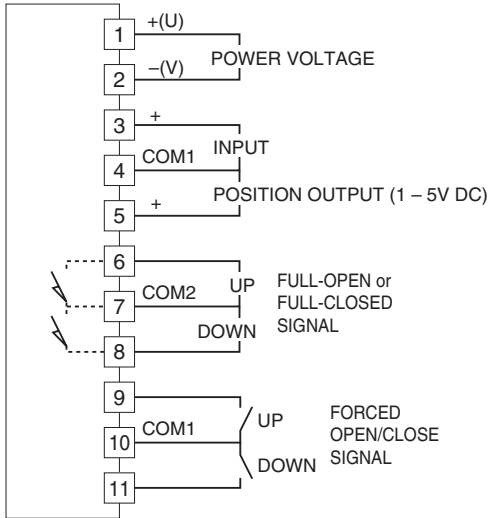 1 +(U)
POWER VOLTAGE
2 –(V)
3 +
INPUT
4 COM1
POSITION OUTPUT (1 – 5V DC)
5 +
6
UP FULL-OPEN or
7 COM2 FULL-CLOSED
DOWN SIGNAL
8
9
UP FORCED
10 COM1 OPEN/CLOSE
DOWN SIGNAL
11